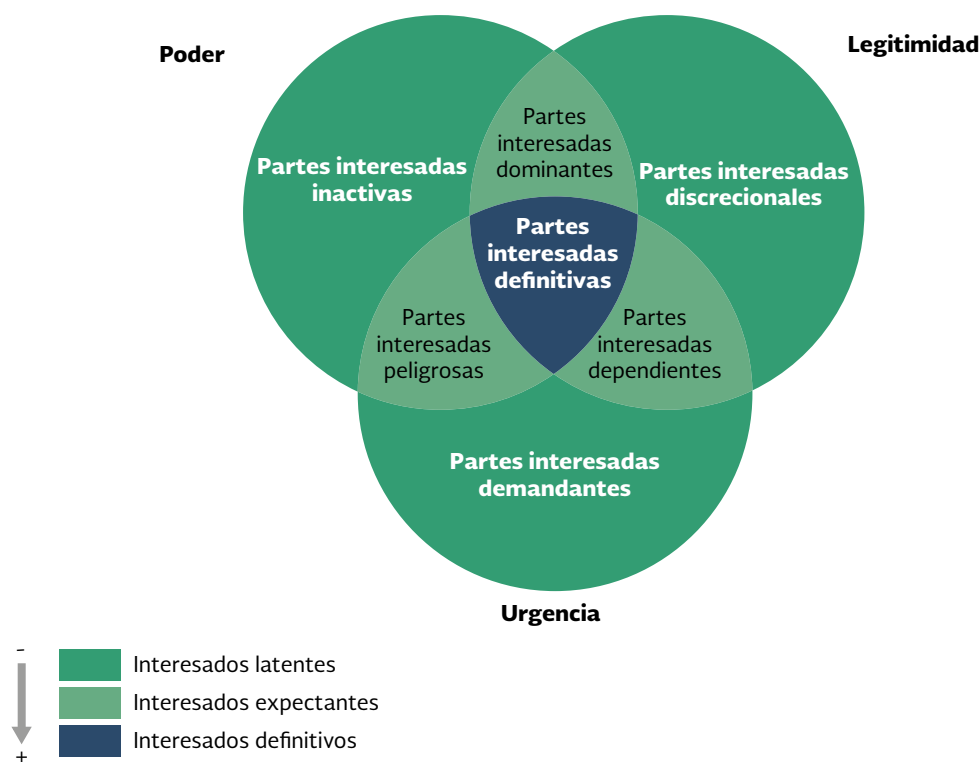 Poder
Legitimidad
Partes
interesadas
dominantes
Partes interesadas
inactivas
Partes interesadas
discrecionales
Partes
interesadas
definitivas
Partes
interesadas
peligrosas
Partes
interesadas
dependientes
Partes interesadas
demandantes
Urgencia
-
Interesados latentes
Interesados expectantes
Interesados definitivos
+